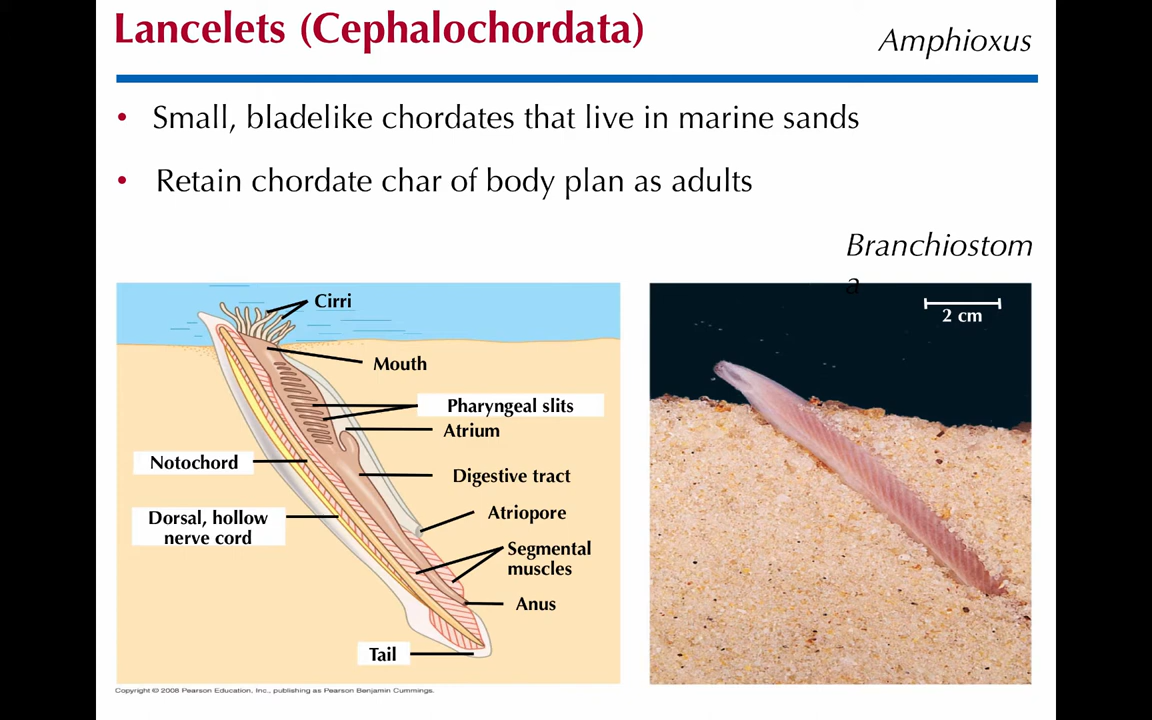 Lancelets (Cephalochordata)
Amphioxus
• Small, bladelike chordates that live in marine sands
• Retain chordate char of body plan as adults
Branchiostom
a
Cirri
2 cm
Mouth
Pharyngeal slits
Atrium
Notochord
Digestive tract
Dorsal, hollow
nerve cord
Atriopore
Segmental
muscles
Anus
Tail
Copyright © 2008 Pearson Education, Inc., publishing as Pearson Benjamin Cummings.